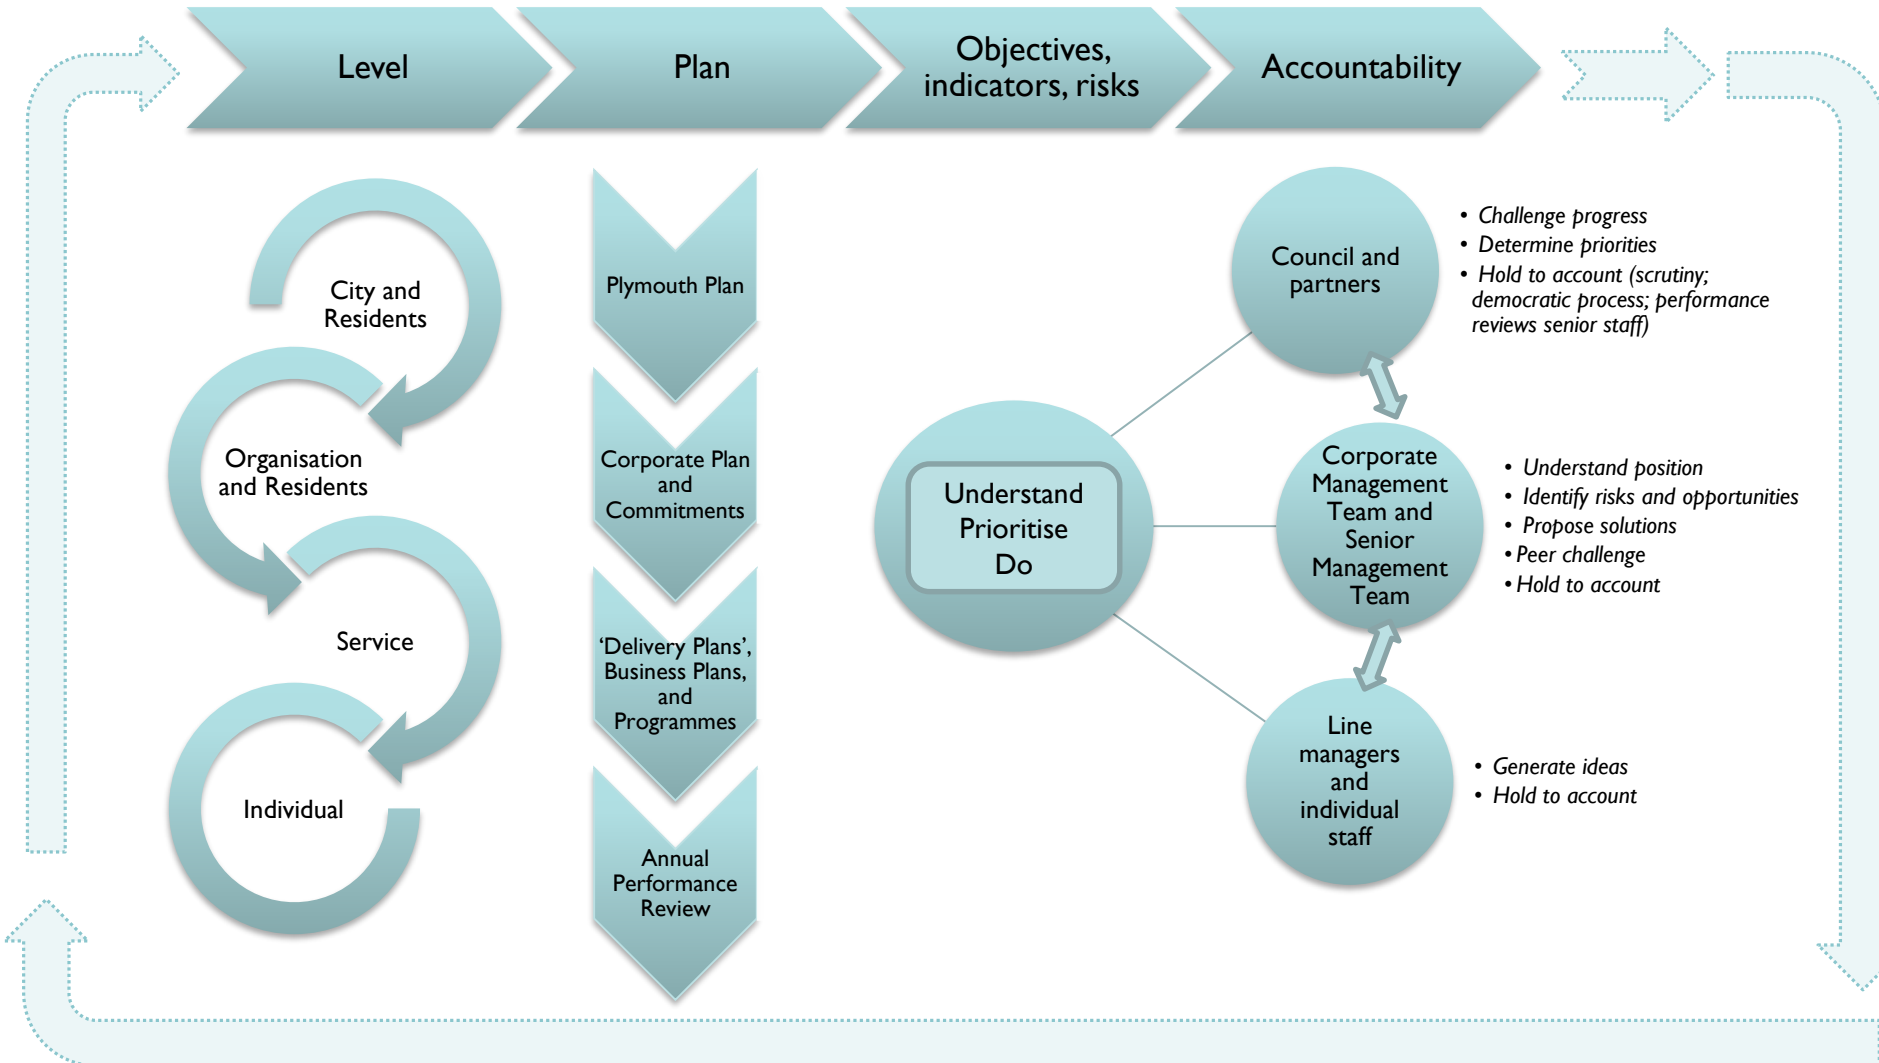 Level
Plan
Objectives,
indicators, risks
Accountability
City and
Residents
Organisation
and Residents
Service
Individual
Plymouth Plan
Corporate Plan
and
Commitments
‘Delivery Plans’,
Business Plans,
and
Programmes
Annual
Performance
Review
Understand
Prioritise
Do
Council and
partners
• Challenge progress
• Determine priorities
• Hold to account (scrutiny;
democratic process; performance
reviews senior staff)
Corporate
Management
Team and
Senior
Management
Team
• Understand position
• Identify risks and opportunities
• Propose solutions
• Peer challenge
• Hold to account
Line
managers
and
individual
staff
• Generate ideas
• Hold to account